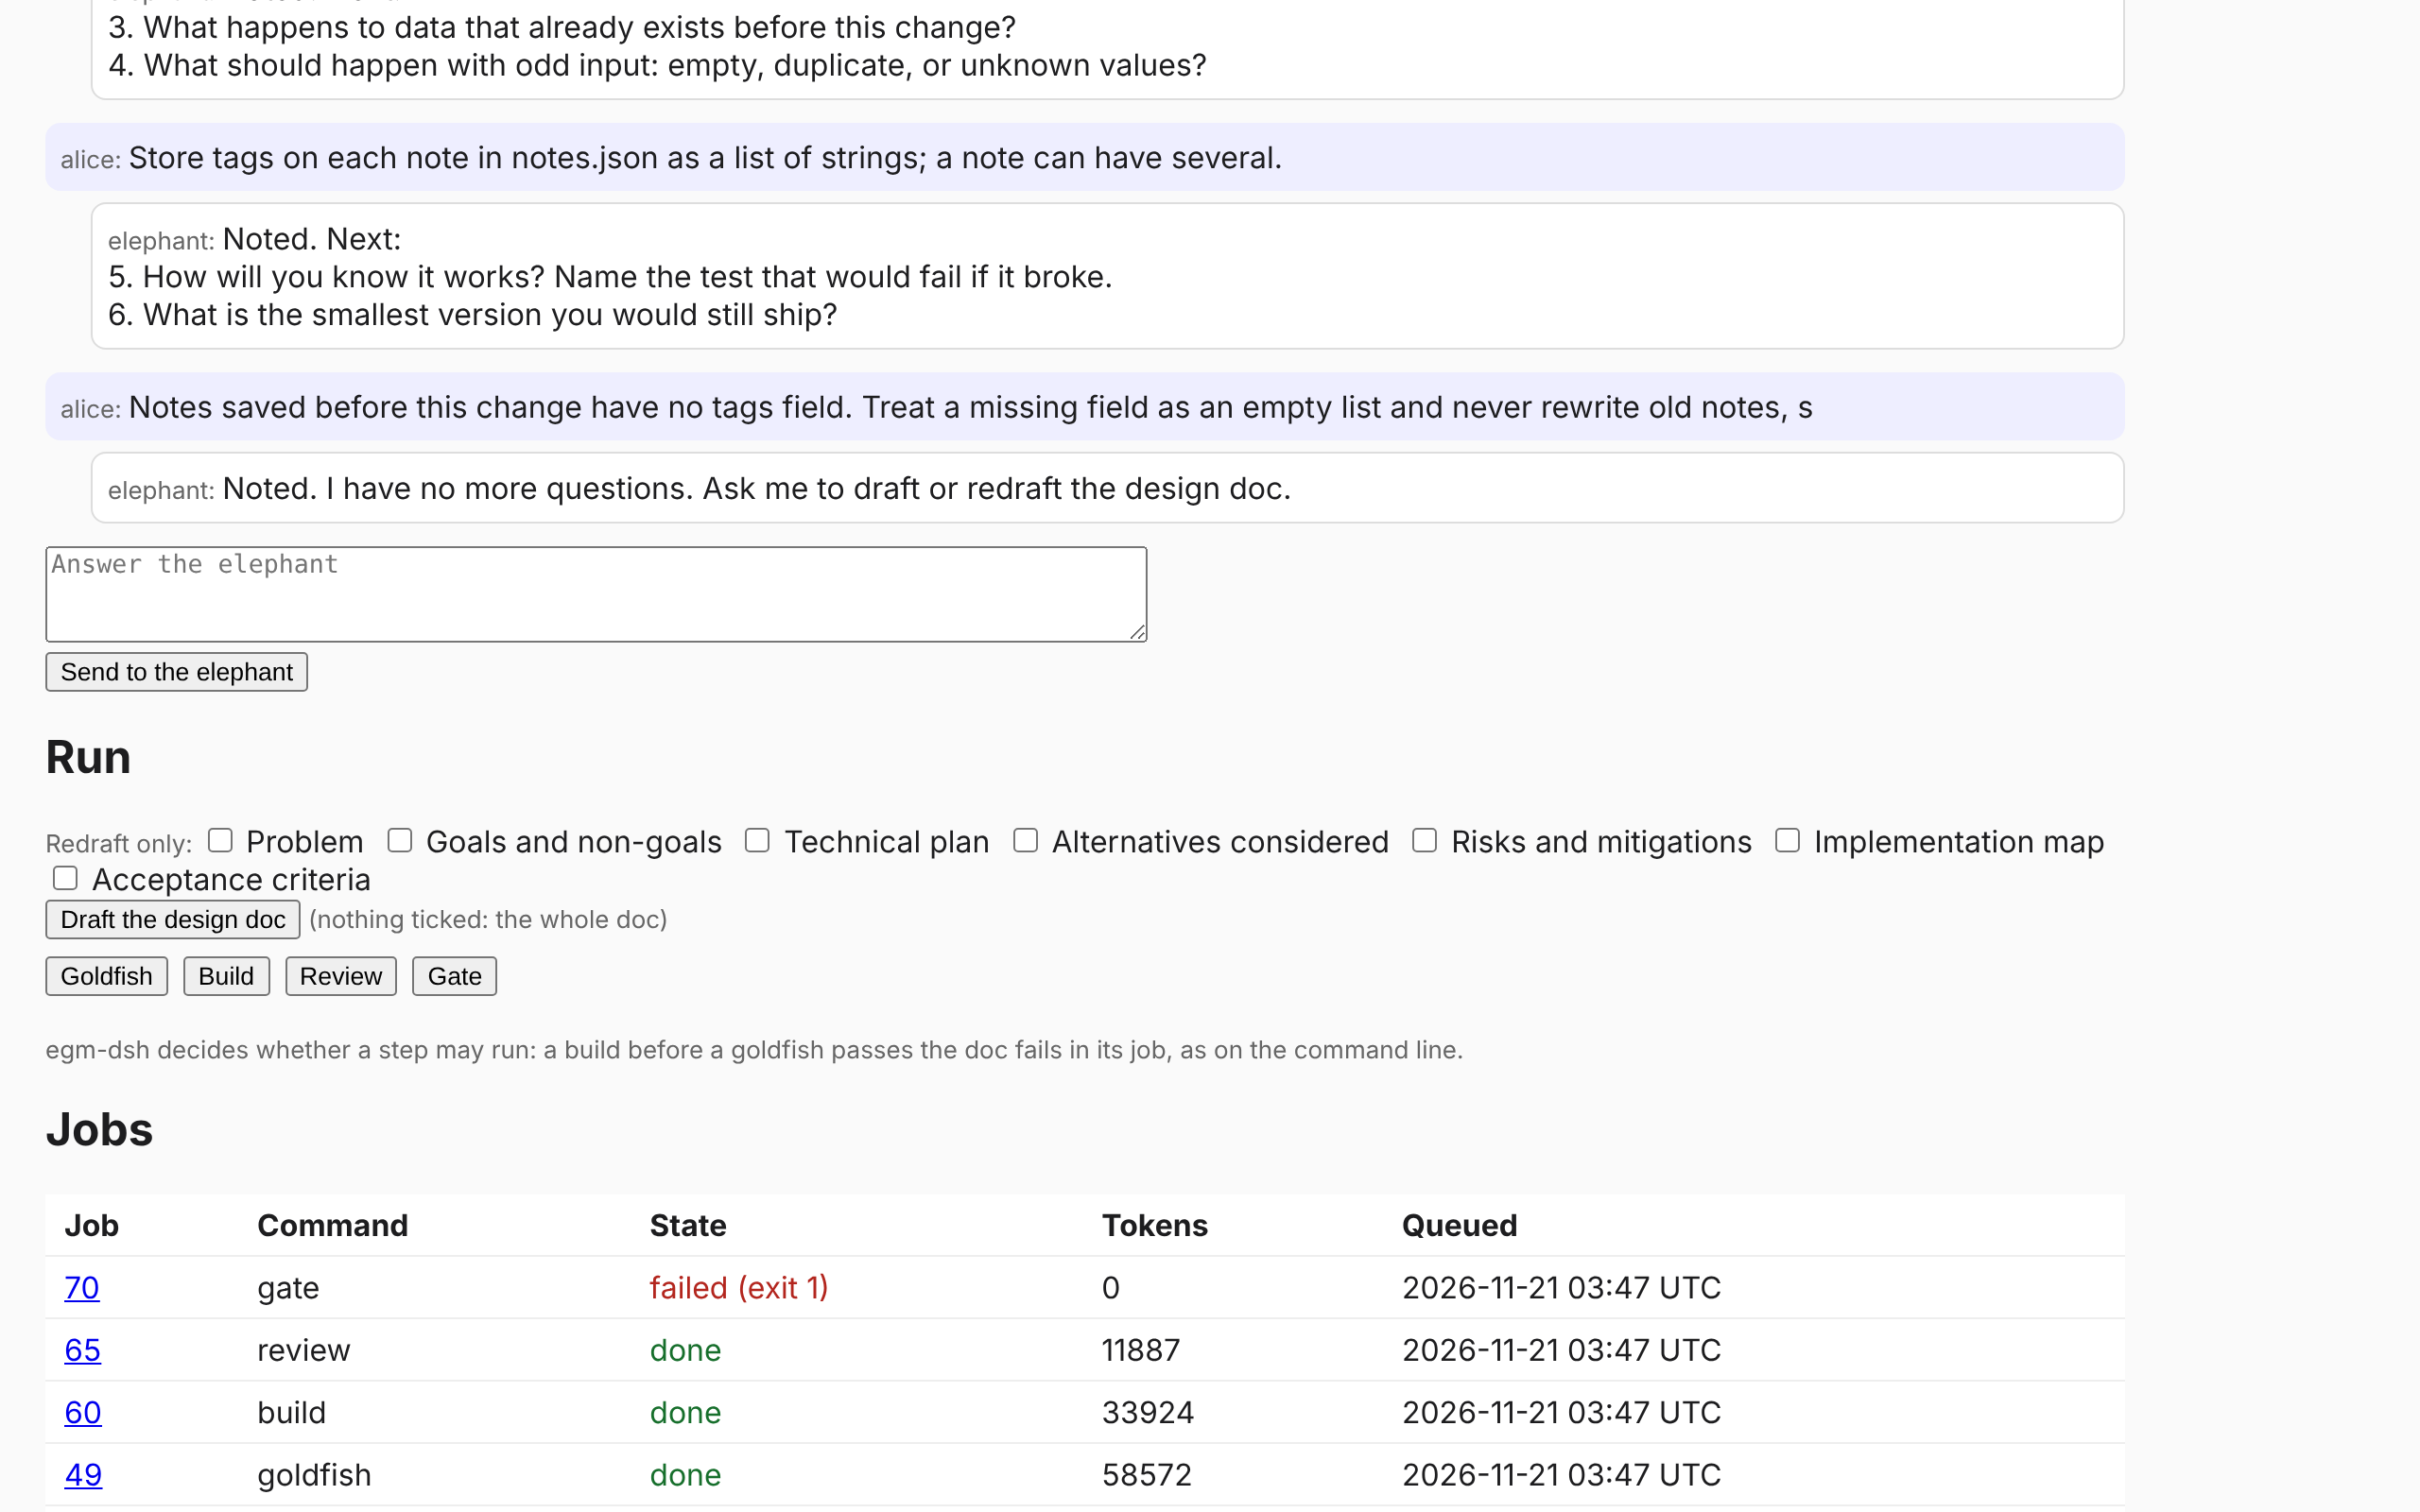 3. What happens to data that already exists before this change?
4. What should happen with odd input: empty, duplicate, or unknown values?
alice: Store tags on each note in notes.json as a list of strings; a note can have several.
elephant: Noted. Next:
5. How will you know it works? Name the test that would fail if it broke.
6. What is the smallest version you would still ship?
alice: Notes saved before this change have no tags field. Treat a missing field as an empty list and never rewrite old notes, s
elephant: Noted. I have no more questions. Ask me to draft or redraft the design doc.
Answer the elephant
Send to the elephant
Run
Redraft only: Problem Goals and non-goals Technical plan Alternatives considered Risks and mitigations Implementation map
Acceptance criteria
Draft the design doc (nothing ticked: the whole doc)
Goldfish Build Review Gate
egm-dsh decides whether a step may run: a build before a goldfish passes the doc fails in its job, as on the command line.
Jobs
Job Command State Tokens Queued
70 gate failed (exit 1) 0 2026-11-21 03:47 UTC
65 review done 11887 2026-11-21 03:47 UTC
60 build done 33924 2026-11-21 03:47 UTC
49 goldfish done 58572 2026-11-21 03:47 UTC